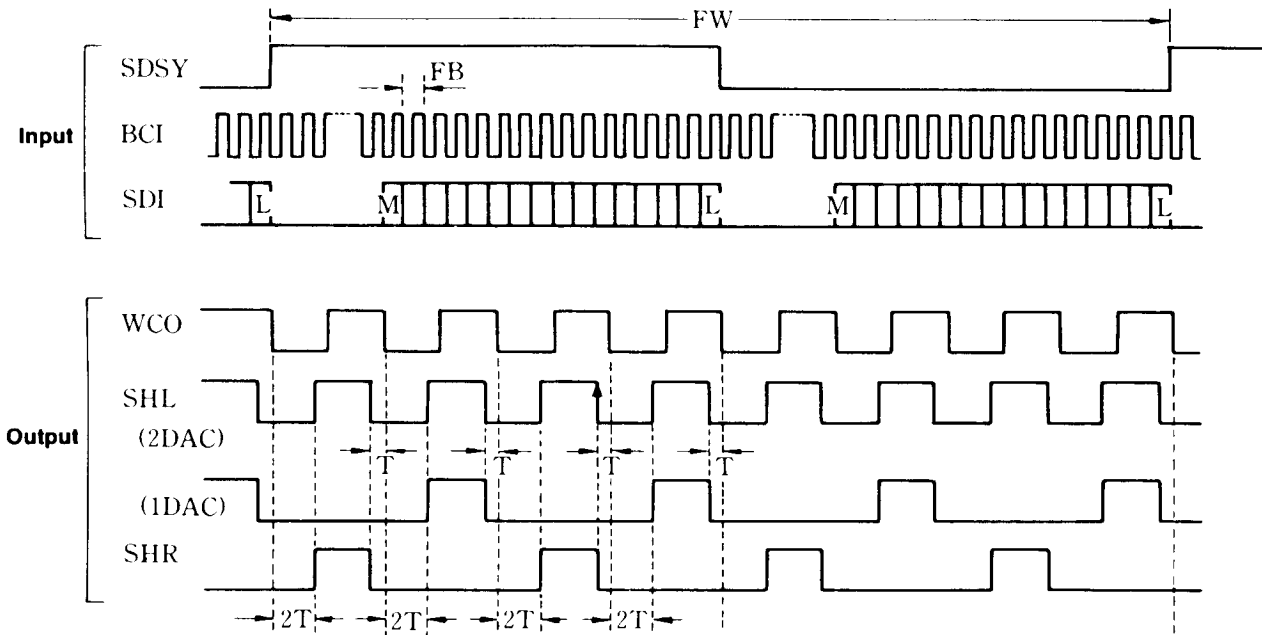 FW
SDSY
FB
Input
BCI
SDI
L M L M L
WCO
SHL
Output
(2DAC)
T T T T
(1DAC)
SHR
2T 2T 2T 2T